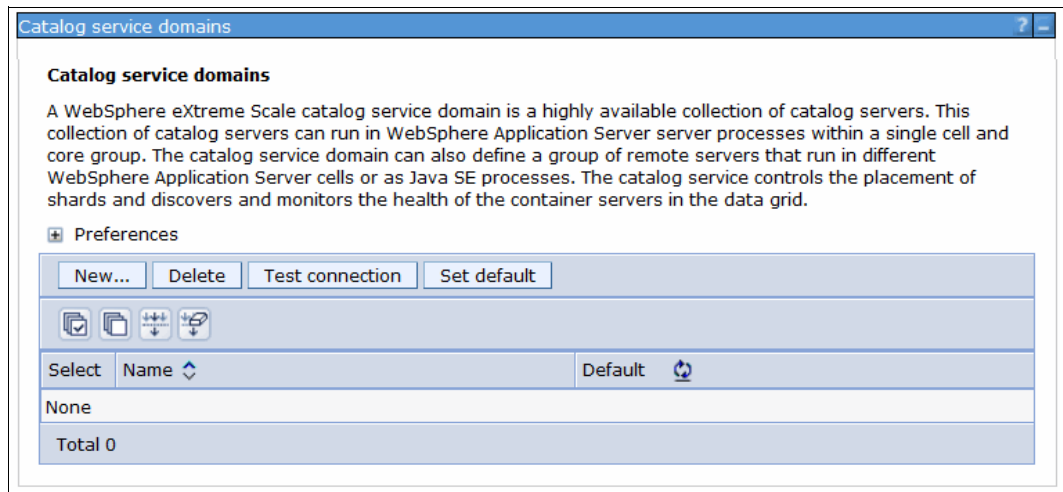 Catalog service domains ? –
Catalog service domains
A WebSphere eXtreme Scale catalog service domain is a highly available collection of catalog servers. This
collection of catalog servers can run in WebSphere Application Server server processes within a single cell and
core group. The catalog service domain can also define a group of remote servers that run in different
WebSphere Application Server cells or as Java SE processes. The catalog service controls the placement of
shards and discovers and monitors the health of the container servers in the data grid.
+ Preferences
New... Delete Test connection Set default
Select Name Default
None
Total 0